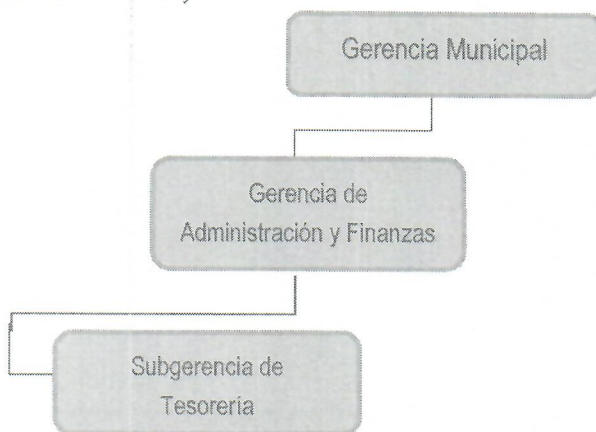 Gerencia Municipal
Gerencia de
Administración y Finanzas
Subgerencia de
Tesorería